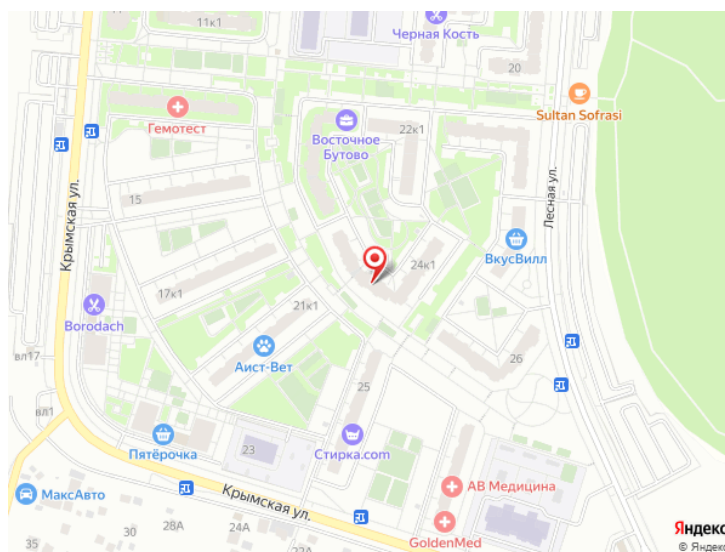 11к1
Черная Кость
20
Sultan Sofrasi
Гемотест
Восточное
Бутово
22к1
Крымская ул.
15
Лесная ул.
24к1
ВкусВилл
17к1
21к1
Borodach
вл17
Аист-Вет
26
25
вл1
Пятёрочка
23
Стирка.com
МаксАвто
Крымская ул.
АВ Медицина
28А
24А
22А
30
35
GoldenMed
Яндекс
© Яндекс